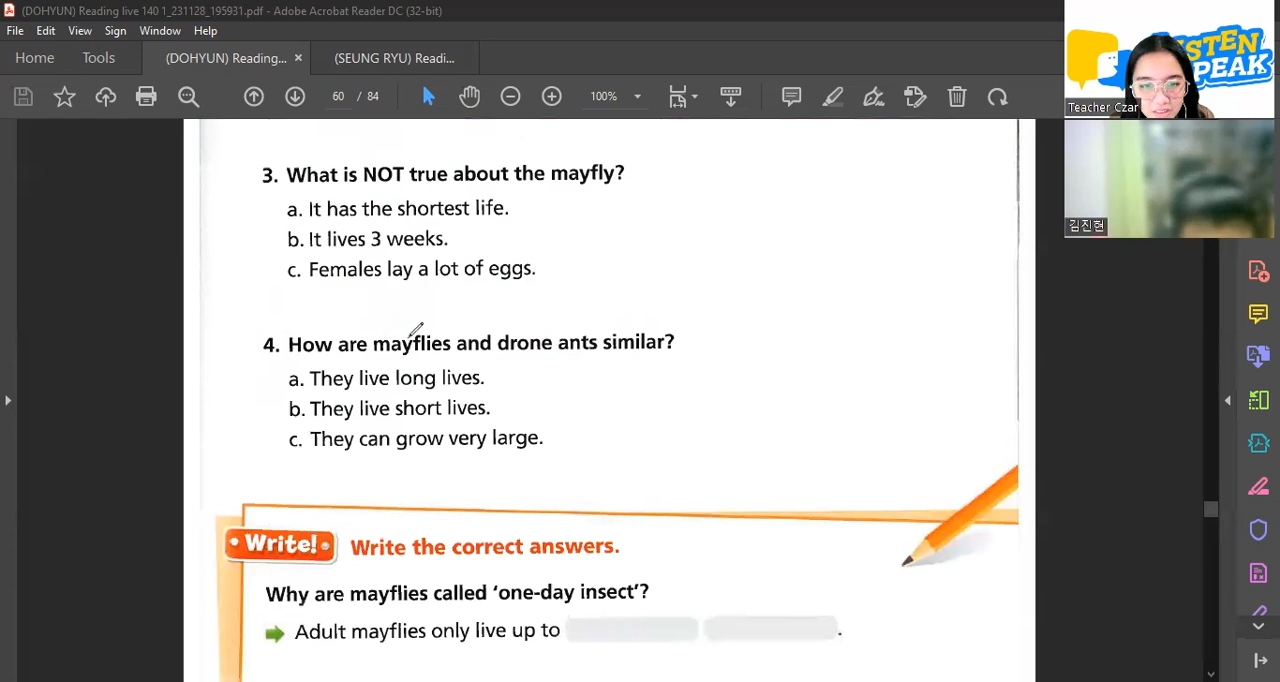 (DOHYUN) Reading live 140 1_231128_195931.pdf - Adobe Acrobat Reader DC (32-bit)
File Edit View Sign Window Help
Home Tools (DOHYUN) Reading... × (SEUNG RYU) Readi...
60 / 84 100%
LISTEN
SPEAK
Teacher Czar
김진현
3. What is NOT true about the mayfly?
a. It has the shortest life.
b. It lives 3 weeks.
c. Females lay a lot of eggs.
4. How are mayflies and drone ants similar?
a. They live long lives.
b. They live short lives.
c. They can grow very large.
Write! Write the correct answers.
Why are mayflies called ‘one-day insect’?
Adult mayflies only live up to .